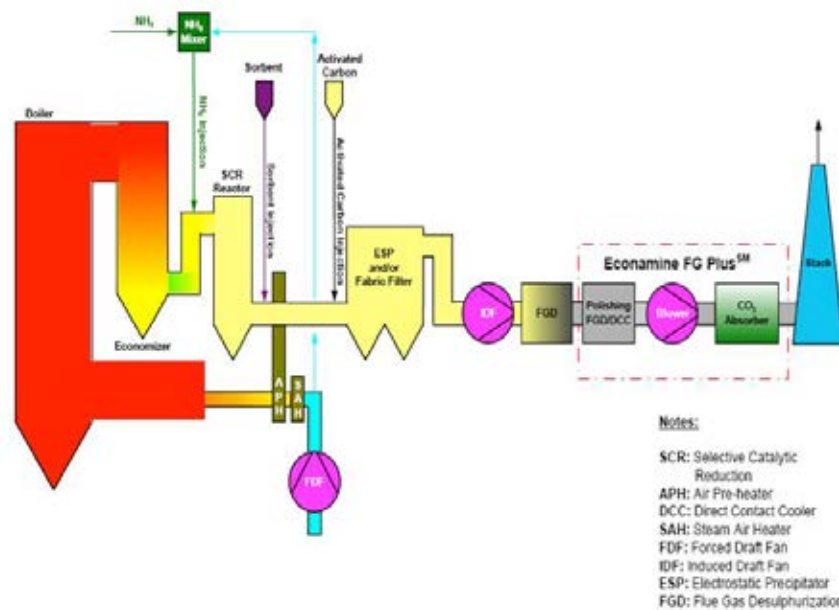 NH₃
NH₃
Mixer
Sorbent
Activated
Carbon
Boiler
NH₃ Injection
SCR
Reactor
Sorbent Injection
Activated Carbon Injection
ESP
and/or
Fabric Filter
Econamine FG Plus℠
Stack
IDF
FGD
Polishing
FGD/DCC
Blower
CO₂
Absorber
Economizer
APH
SAH
FDF
Notes:
SCR: Selective Catalytic
Reduction
APH: Air Pre-heater
DCC: Direct Contact Cooler
SAH: Steam Air Heater
FDF: Forced Draft Fan
IDF: Induced Draft Fan
ESP: Electrostatic Precipitator
FGD: Flue Gas Desulphurization